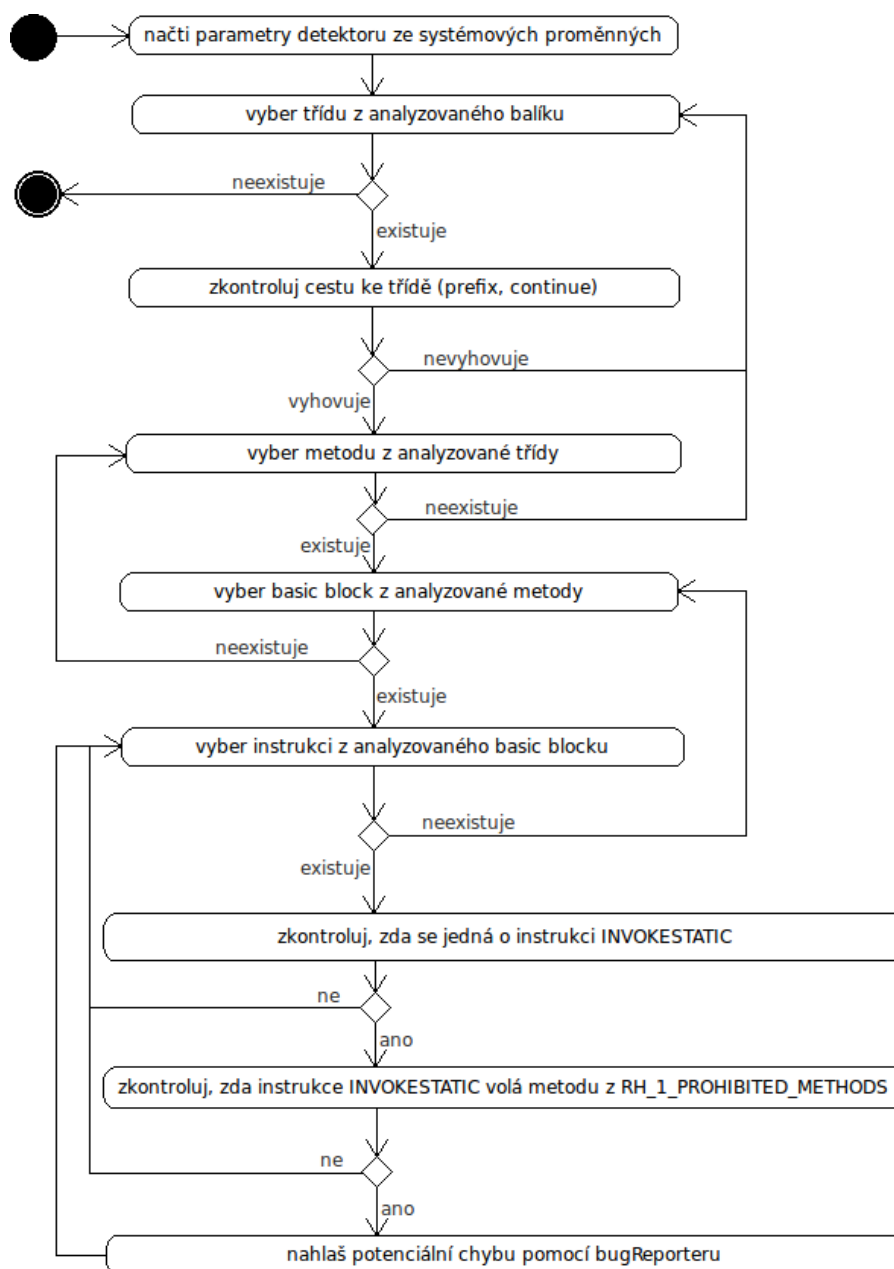 načti parametry detektoru ze systémových proměnných
vyber třídu z analyzovaného balíku
neexistuje
existuje
zkontroluj cestu ke třídě (prefix, continue)
nevyhovuje
vyhovuje
vyber metodu z analyzované třídy
neexistuje
existuje
vyber basic block z analyzované metody
neexistuje
existuje
vyber instrukci z analyzovaného basic blocku
neexistuje
existuje
zkontroluj, zda se jedná o instrukci INVOKESTATIC
ne
ano
zkontroluj, zda instrukce INVOKESTATIC volá metodu z RH_1_PROHIBITED_METHODS
ne
ano
nahlaš potenciální chybu pomocí bugReporteru